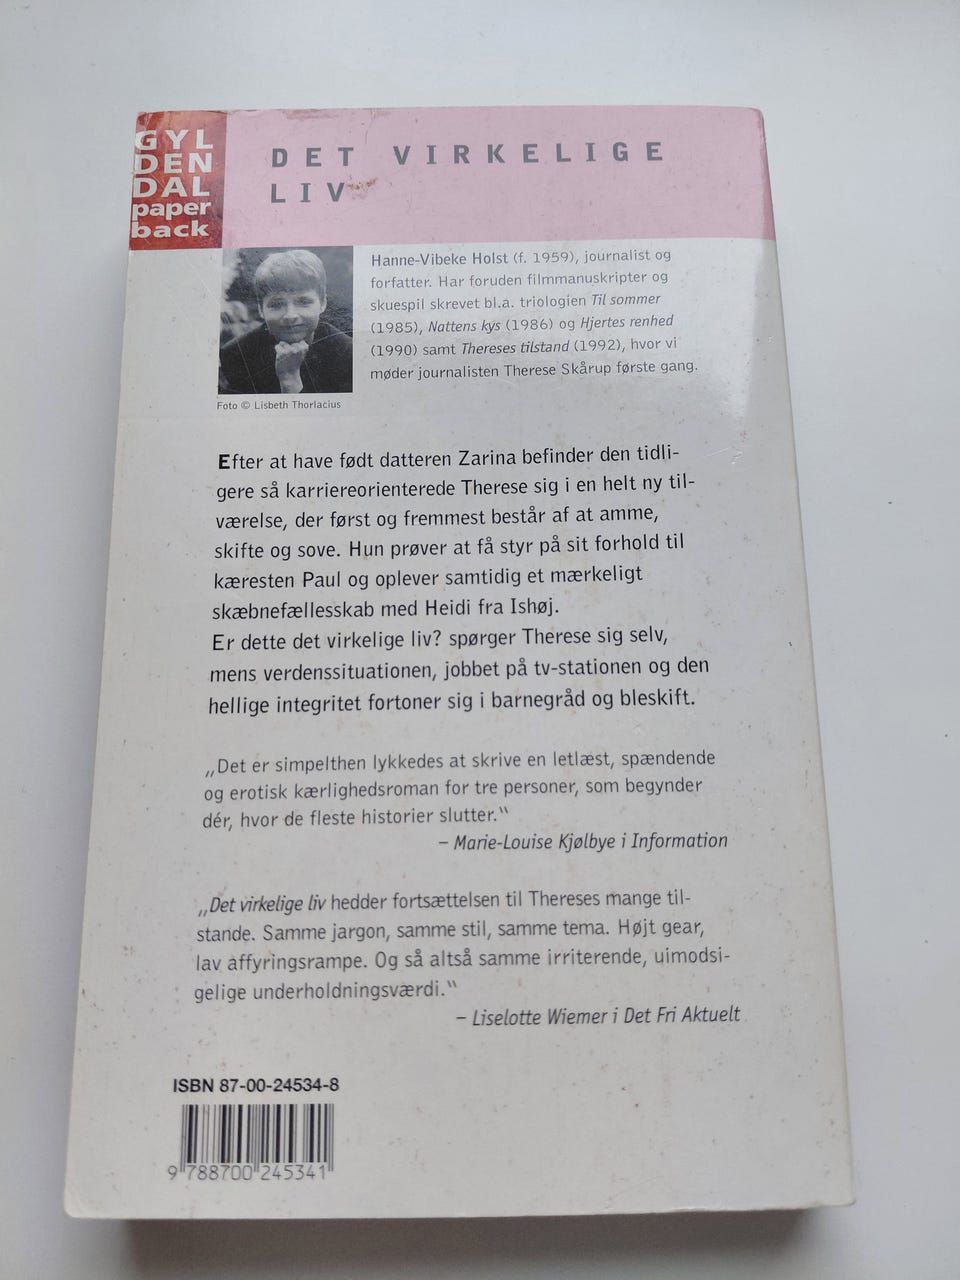 GYL
DEN
DAL
paper
back
DET VIRKELIGE
LIV
Hanne-Vibeke Holst (f. 1959), journalist og
forfatter. Har foruden filmmanuskripter og
skuespil skrevet bl.a. triologien Til sommer
(1985), Nattens kys (1986) og Hjertes renhed
(1990) samt Thereses tilstand (1992), hvor vi
møder journalisten Therese Skårup første gang.
Foto © Lisbeth Thorlacius
Efter at have født datteren Zarina befinder den tidli-
gere så karriereorienterede Therese sig i en helt ny til-
værelse, der først og fremmest består af at amme,
skifte og sove. Hun prøver at få styr på sit forhold til
kæresten Paul og oplever samtidig et mærkeligt
skæbnefællesskab med Heidi fra Ishøj.
Er dette det virkelige liv? spørger Therese sig selv,
mens verdenssituationen, jobbet på tv-stationen og den
hellige integritet fortoner sig i barnegråd og bleskift.
„Det er simpelthen lykkedes at skrive en letlæst, spændende
og erotisk kærlighedsroman for tre personer, som begynder
dér, hvor de fleste historier slutter.“
– Marie-Louise Kjølbye i Information
„Det virkelige liv hedder fortsættelsen til Thereses mange til-
stande. Samme jargon, samme stil, samme tema. Højt gear,
lav affyringsrampe. Og så altså samme irriterende, uimodsi-
gelige underholdningsværdi.“
– Liselotte Wiemer i Det Fri Aktuelt
ISBN 87-00-24534-8
9 788700 245341